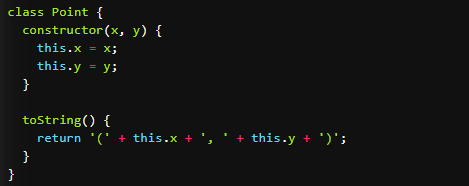 class Point {
  constructor(x, y) {
    this.x = x;
    this.y = y;
  }

  toString() {
    return '(' + this.x + ', ' + this.y + ')';
  }
}